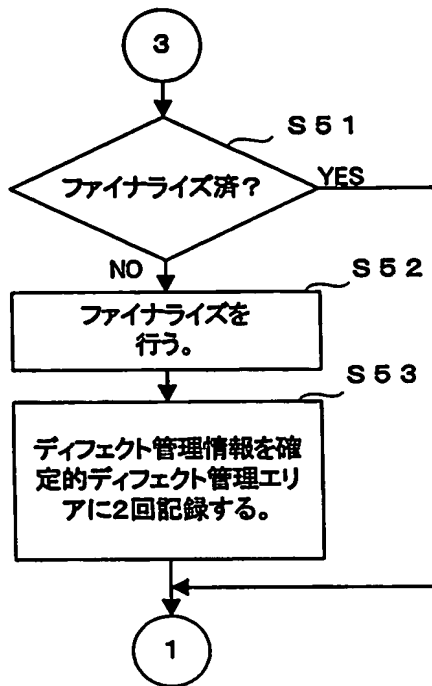 3
S51
ファイナライズ済？
YES
NO
S52
ファイナライズを
行う。
S53
ディフェクト管理情報を確
定的ディフェクト管理エリ
アに2回記録する。
1